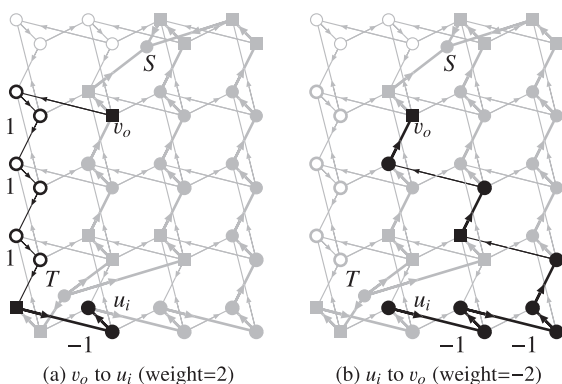 S
S
v_o
v_o
1
1
1
T
T
u_i
u_i
−1
−1 −1
(a) v_o to u_i (weight=2)
(b) u_i to v_o (weight=−2)